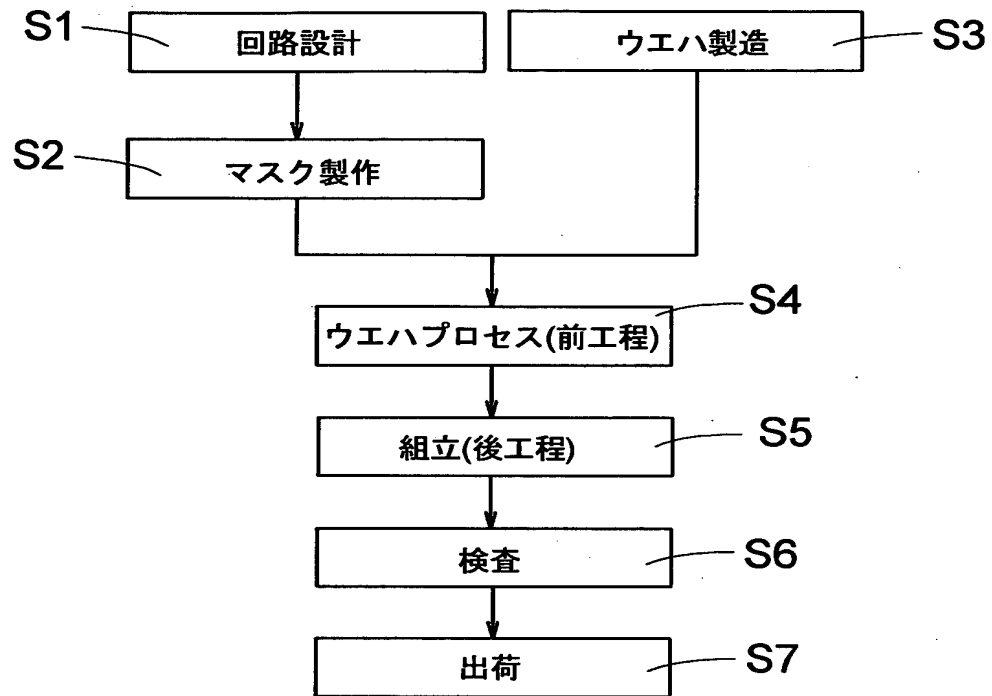 S1
回路設計
ウエハ製造
S3
S2
マスク製作
S4
ウエハプロセス(前工程)
組立(後工程)
S5
検査
S6
出荷
S7